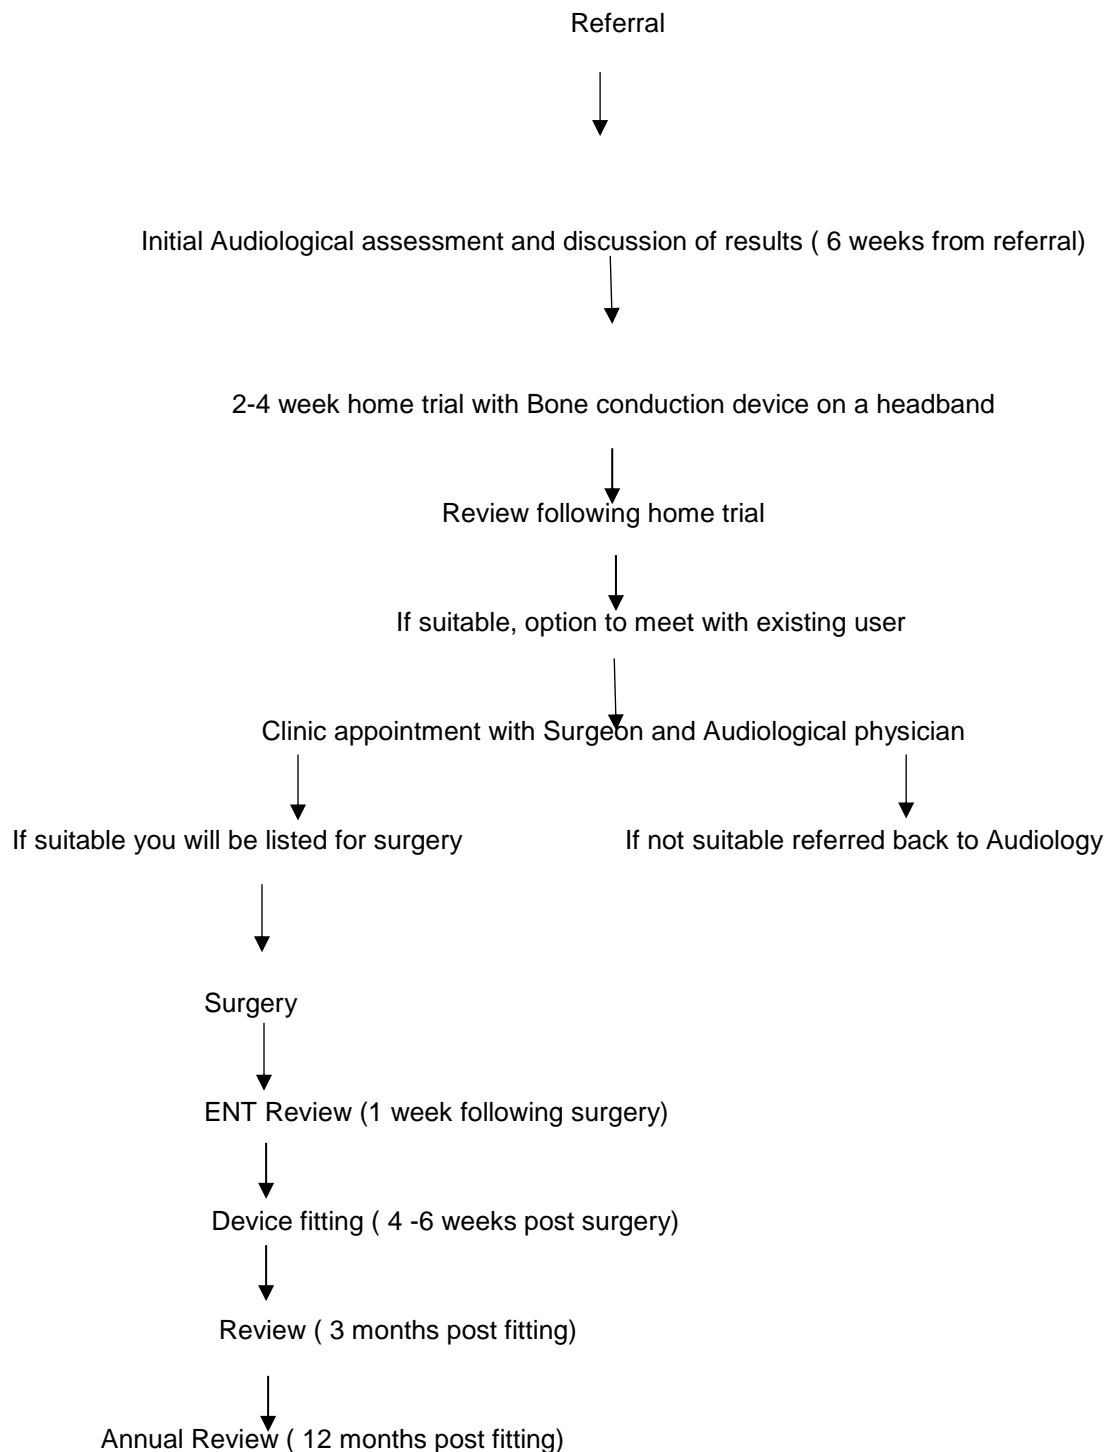 Referral
Initial Audiological assessment and discussion of results ( 6 weeks from referral)
2-4 week home trial with Bone conduction device on a headband
Review following home trial
If suitable, option to meet with existing user
Clinic appointment with Surgeon and Audiological physician
If suitable you will be listed for surgery
If not suitable referred back to Audiology
Surgery
ENT Review (1 week following surgery)
Device fitting ( 4 -6 weeks post surgery)
Review ( 3 months post fitting)
Annual Review ( 12 months post fitting)